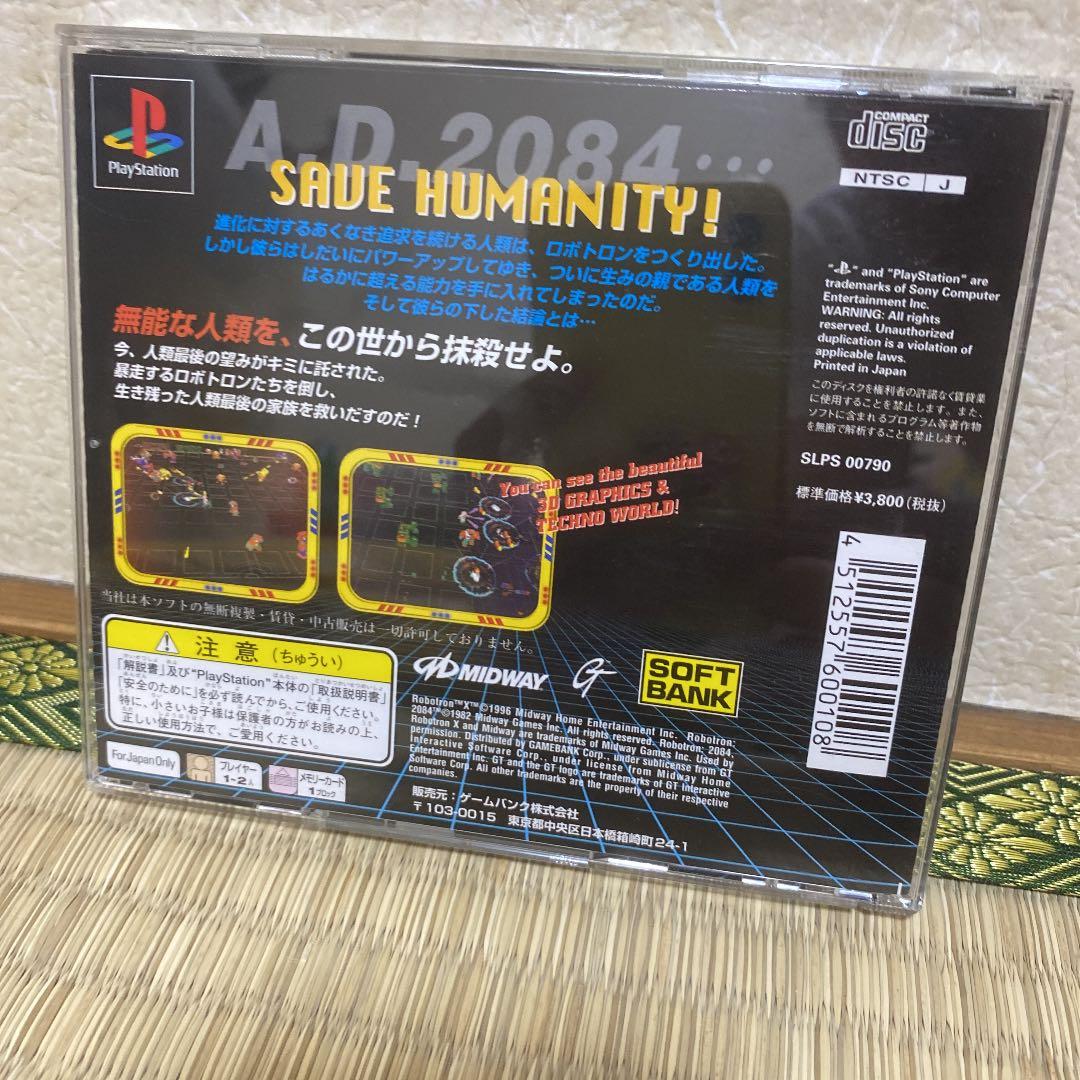 PlayStation
A.D.2084…
SAVE HUMANITY!
進化に対するあくなき追求を続ける人類は、ロボトロンをつくり出した。
しかし彼らはしだいにパワーアップしてゆき、ついに生みの親である人類を
はるかに超える能力を手に入れてしまったのだ。
そして彼らの下した結論とは…
無能な人類を、この世から抹殺せよ。
今、人類最後の望みがキミに託された。
暴走するロボトロンたちを倒し、
生き残った人類最後の家族を救いだすのだ！
You can see the beautiful
3D GRAPHICS &
TECHNO WORLD!
当社は本ソフトの無断複製・賃貸・中古販売は一切許可しておりません。
注意（ちゅうい）
「解説書」及び"PlayStation"本体の「取扱説明書」
「安全のために」を必ず読んでから、ご使用ください。
特に、小さいお子様は保護者の方がお読みの上、
正しい使用方法で、ご愛用ください。
For Japan Only
プレイヤー
1-2人
メモリーカード
1ブロック
MIDWAY
GT
SOFT
BANK
Robotron™X™©1996 Midway Home Entertainment Inc. Robotron;
2084™©1982 Midway Games Inc. All rights reserved. Robotron; 2084,
Robotron X and Midway are trademarks of Midway Games Inc. Used by
permission. Distributed by GAMEBANK Corp., under sublicense from GT
Interactive Software Corp., under license from Midway Home
Entertainment Inc. GT and the GT logo are trademarks of GT Interactive
Software Corp. All other trademarks are the property of their respective
companies.
販売元：ゲームバンク株式会社
〒103-0015 東京都中央区日本橋箱崎町24-1
COMPACT
disc
NTSC J
" " and "PlayStation" are
trademarks of Sony Computer
Entertainment Inc.
WARNING: All rights
reserved. Unauthorized
duplication is a violation of
applicable laws.
Printed in Japan
このディスクを権利者の許諾なく賃貸業
に使用することを禁止します。また、
ソフトに含まれるプログラム等著作物
を無断で解析することを禁止します。
SLPS 00790
標準価格¥3,800（税抜）
4 512557 600108